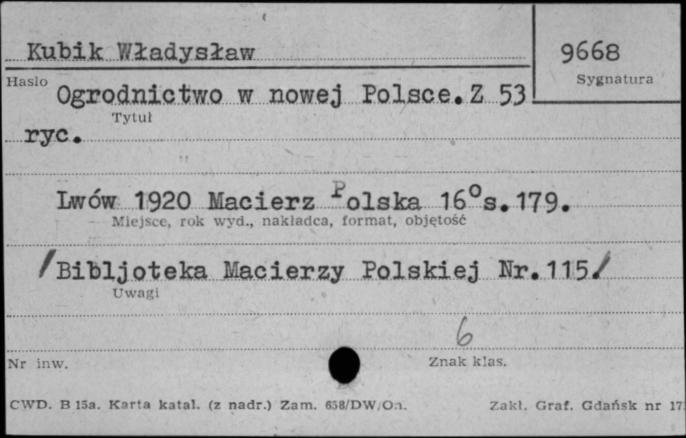 Kubik Władysław
9668
Hasło
Sygnatura
Ogrodnictwo w nowej Polsce. Z 53
Tytuł
ryc.
Lwów 1920 Macierz Polska 16° s. 179.
Miejsce, rok wyd., nakładca, format, objętość
/Bibljoteka Macierzy Polskiej Nr. 115/
Uwagi
6
Nr inw.
Znak klas.
CWD. B 15a. Karta katal. (z nadr.) Zam. 658/DW/On.
Zakł. Graf. Gdańsk nr 17